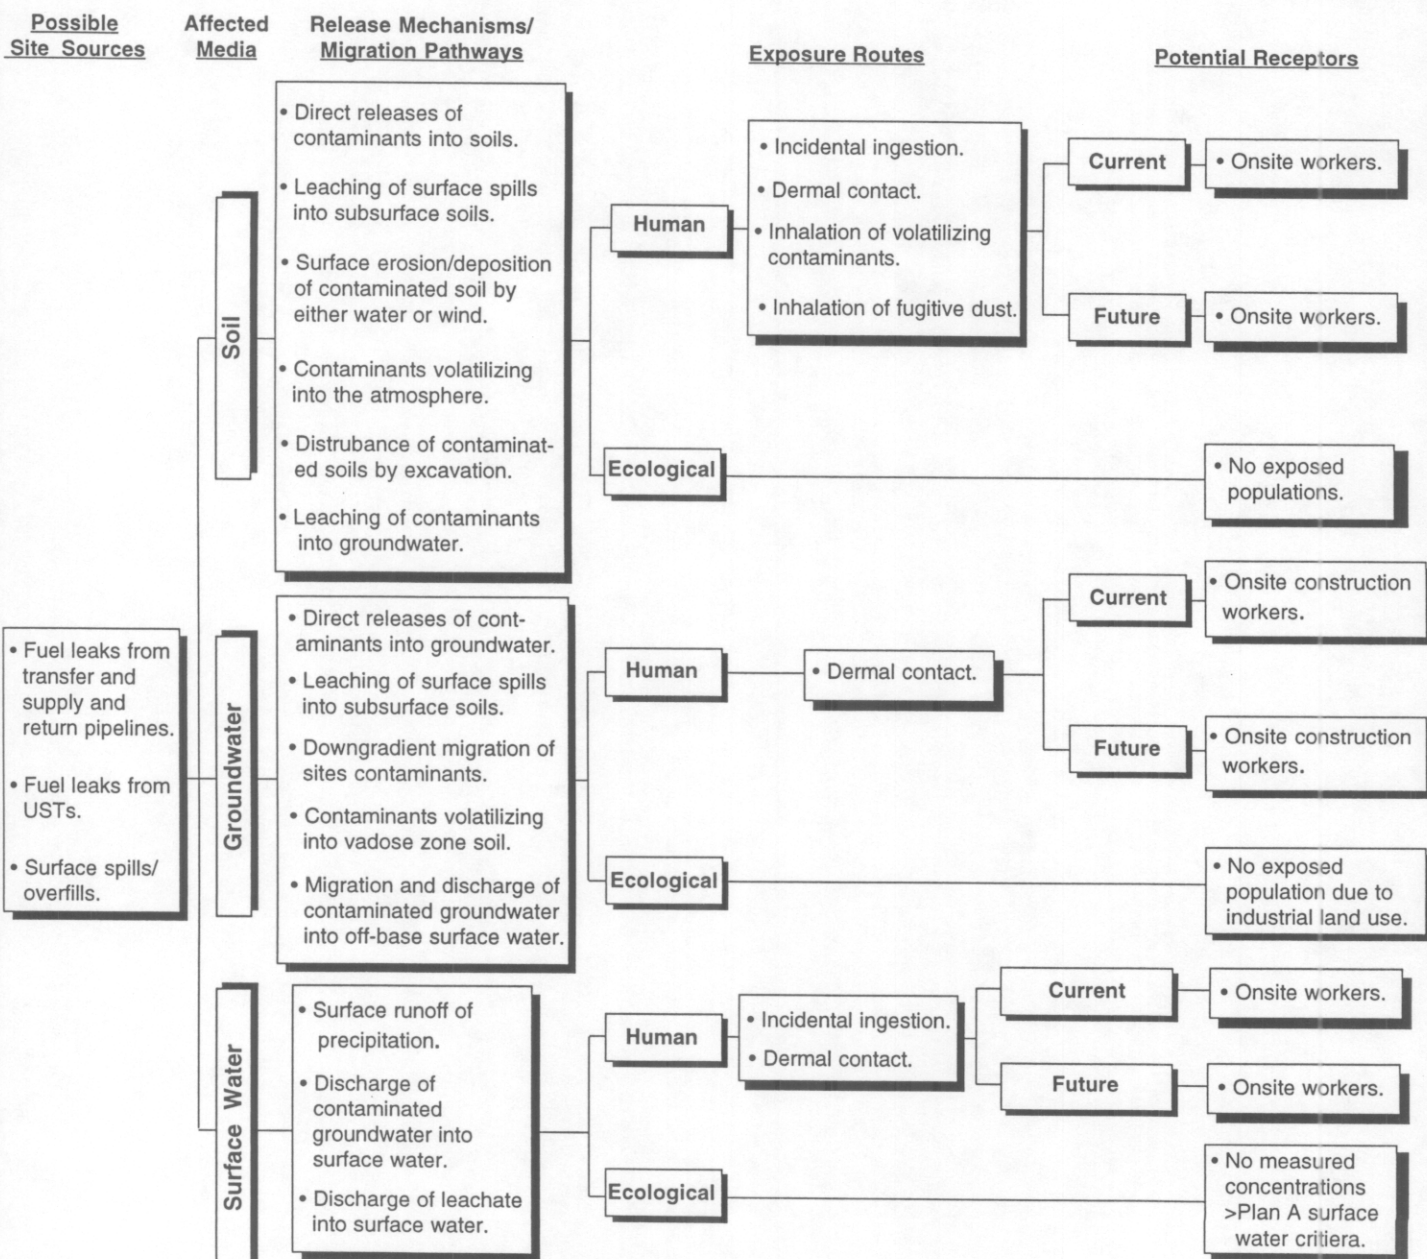 Possible
Site Sources
Affected
Media
Release Mechanisms/
Migration Pathways
Exposure Routes
Potential Receptors
• Fuel leaks from
transfer and
supply and
return pipelines.
• Fuel leaks from
USTs.
• Surface spills/
overfills.
Soil
• Direct releases of
contaminants into soils.
• Leaching of surface spills
into subsurface soils.
• Surface erosion/deposition
of contaminated soil by
either water or wind.
• Contaminants volatilizing
into the atmosphere.
• Distrubance of contaminat-
ed soils by excavation.
• Leaching of contaminants
into groundwater.
Human
• Incidental ingestion.
• Dermal contact.
• Inhalation of volatilizing
contaminants.
• Inhalation of fugitive dust.
Current
• Onsite workers.
Future
• Onsite workers.
Ecological
• No exposed
populations.
Groundwater
• Direct releases of cont-
aminants into groundwater.
• Leaching of surface spills
into subsurface soils.
• Downgradient migration of
sites contaminants.
• Contaminants volatilizing
into vadose zone soil.
• Migration and discharge of
contaminated groundwater
into off-base surface water.
Human
• Dermal contact.
Current
• Onsite construction
workers.
Future
• Onsite construction
workers.
Ecological
• No exposed
population due to
industrial land use.
Surface Water
• Surface runoff of
precipitation.
• Discharge of
contaminated
groundwater into
surface water.
• Discharge of leachate
into surface water.
Human
• Incidental ingestion.
• Dermal contact.
Current
• Onsite workers.
Future
• Onsite workers.
Ecological
• No measured
concentrations
>Plan A surface
water critiera.